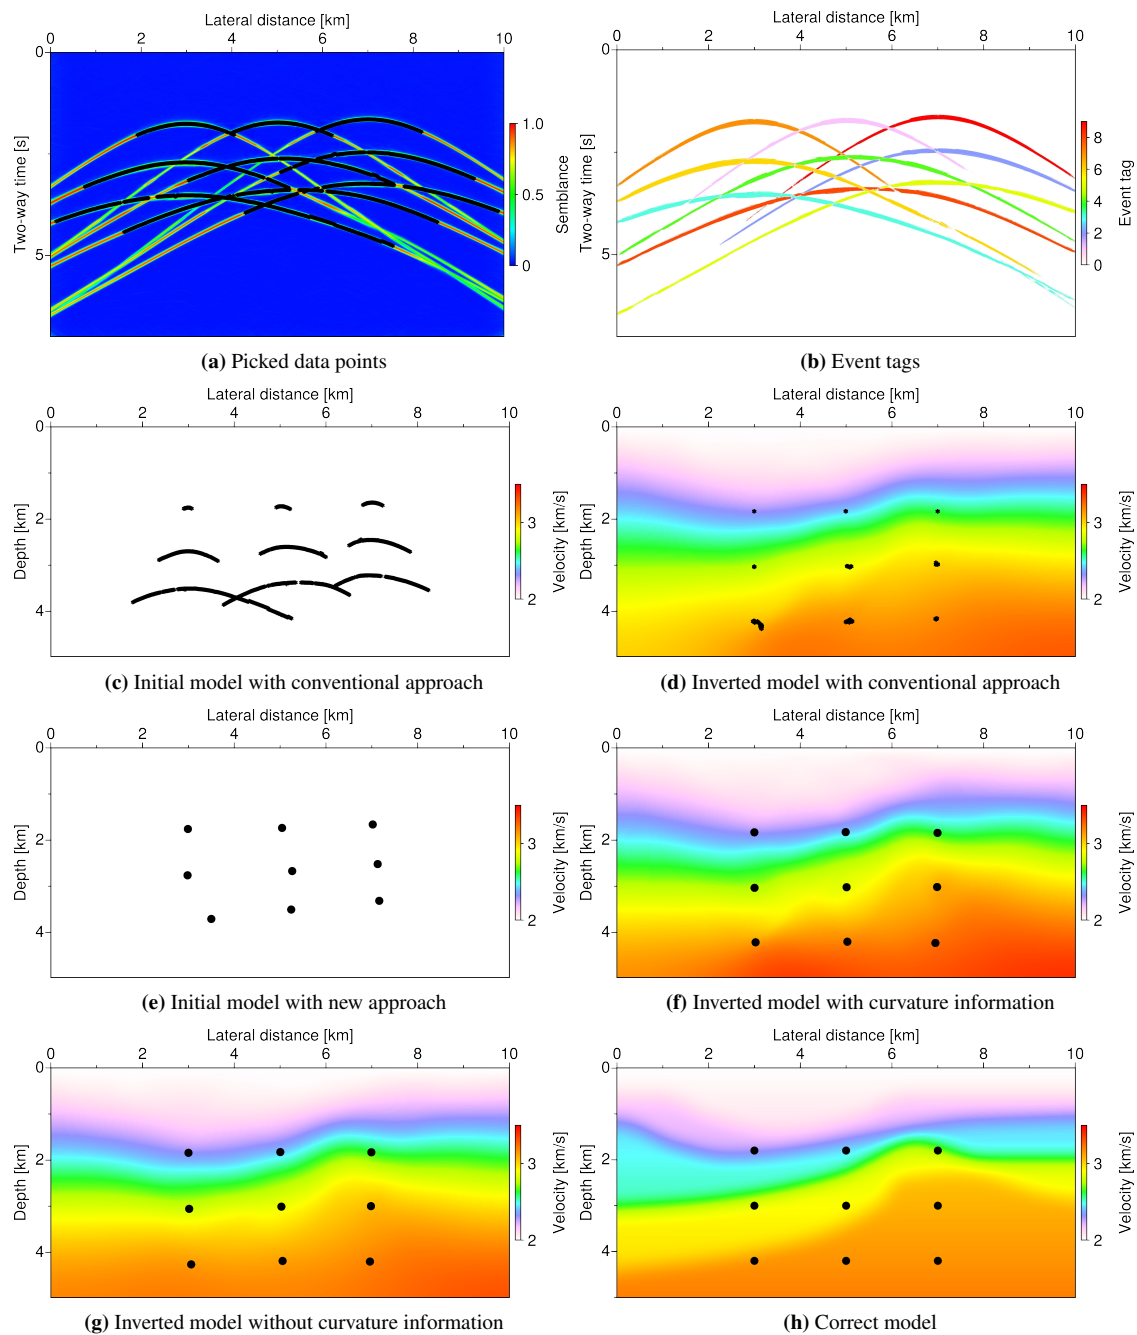 Lateral distance [km]
0 2 4 6 8 10
0
5
Two-way time [s]
1.0
0.5
0
Semblance
(a) Picked data points
Lateral distance [km]
0 2 4 6 8 10
0
5
Two-way time [s]
8
6
4
2
0
Event tag
(b) Event tags
Lateral distance [km]
0 2 4 6 8 10
0
2
4
Depth [km]
3
2
Velocity [km/s]
(c) Initial model with conventional approach
Lateral distance [km]
0 2 4 6 8 10
0
2
4
Depth [km]
3
2
Velocity [km/s]
(d) Inverted model with conventional approach
Lateral distance [km]
0 2 4 6 8 10
0
2
4
Depth [km]
3
2
Velocity [km/s]
(e) Initial model with new approach
Lateral distance [km]
0 2 4 6 8 10
0
2
4
Depth [km]
3
2
Velocity [km/s]
(f) Inverted model with curvature information
Lateral distance [km]
0 2 4 6 8 10
0
2
4
Depth [km]
3
2
Velocity [km/s]
(g) Inverted model without curvature information
Lateral distance [km]
0 2 4 6 8 10
0
2
4
Depth [km]
3
2
Velocity [km/s]
(h) Correct model